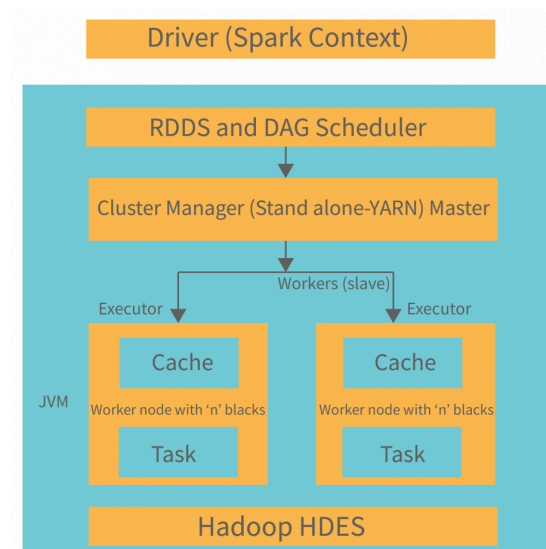 Driver (Spark Context)
RDDS and DAG Scheduler
Cluster Manager (Stand alone-YARN) Master
Workers (slave)
Executor
Executor
Cache
Cache
JVM
Worker node with ‘n’ blacks
Worker node with ‘n’ blacks
Task
Task
Hadoop HDES